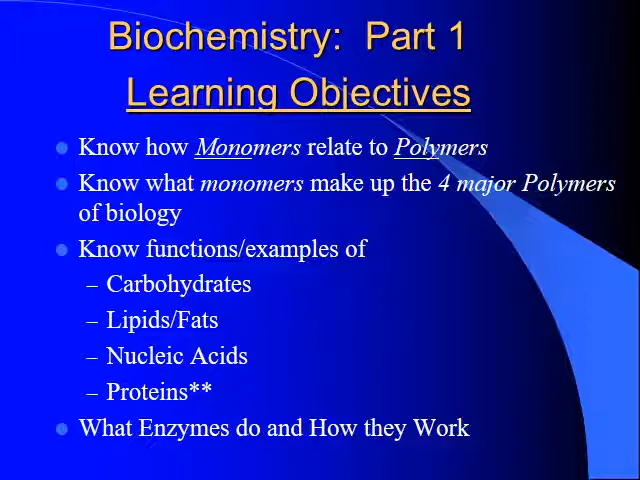 Biochemistry: Part 1
Learning Objectives
Know how Monomers relate to Polymers
Know what monomers make up the 4 major Polymers
of biology
Know functions/examples of
– Carbohydrates
– Lipids/Fats
– Nucleic Acids
– Proteins**
What Enzymes do and How they Work